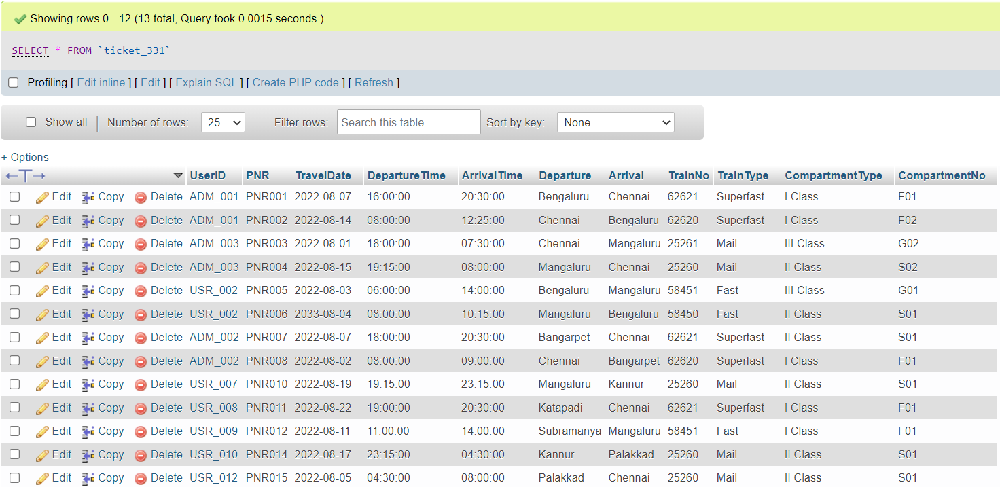 Showing rows 0 - 12 (13 total, Query took 0.0015 seconds.)
SELECT * FROM `ticket_331`
Profiling [ Edit inline ] [ Edit ] [ Explain SQL ] [ Create PHP code ] [ Refresh ]
Show all | Number of rows: 25 Filter rows: Search this table Sort by key: None
+ Options
←T→ UserID PNR TravelDate DepartureTime ArrivalTime Departure Arrival TrainNo TrainType CompartmentType CompartmentNo
Edit Copy Delete ADM_001 PNR001 2022-08-07 16:00:00 20:30:00 Bengaluru Chennai 62621 Superfast I Class F01
Edit Copy Delete ADM_001 PNR002 2022-08-14 08:00:00 12:25:00 Chennai Bengaluru 62620 Superfast I Class F02
Edit Copy Delete ADM_003 PNR003 2022-08-01 18:00:00 07:30:00 Chennai Mangaluru 25261 Mail III Class G02
Edit Copy Delete ADM_003 PNR004 2022-08-15 19:15:00 08:00:00 Mangaluru Chennai 25260 Mail II Class S02
Edit Copy Delete USR_002 PNR005 2022-08-03 06:00:00 14:00:00 Bengaluru Mangaluru 58451 Fast III Class G01
Edit Copy Delete USR_002 PNR006 2033-08-04 08:00:00 10:15:00 Mangaluru Bengaluru 58450 Fast II Class S01
Edit Copy Delete ADM_002 PNR007 2022-08-07 18:00:00 20:30:00 Bangarpet Chennai 62621 Superfast II Class S01
Edit Copy Delete ADM_002 PNR008 2022-08-02 08:00:00 09:00:00 Chennai Bangarpet 62620 Superfast I Class F01
Edit Copy Delete USR_007 PNR010 2022-08-19 19:15:00 23:15:00 Mangaluru Kannur 25260 Mail II Class S01
Edit Copy Delete USR_008 PNR011 2022-08-22 19:00:00 20:30:00 Katapadi Chennai 62621 Superfast I Class F01
Edit Copy Delete USR_009 PNR012 2022-08-11 11:00:00 14:00:00 Subramanya Mangaluru 58451 Fast I Class F01
Edit Copy Delete USR_010 PNR014 2022-08-17 23:15:00 04:30:00 Kannur Palakkad 25260 Mail II Class S01
Edit Copy Delete USR_012 PNR015 2022-08-05 04:30:00 08:00:00 Palakkad Chennai 25260 Mail II Class S01